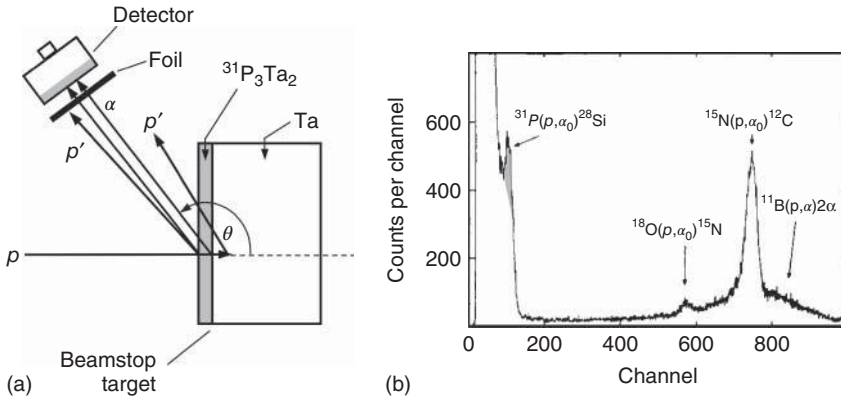 Detector
Foil
³¹P₃Ta₂
Ta
α
p′
p′
θ
p
Beamstop
target
(a)
Counts per channel
600
400
200
³¹P(p,α₀)²⁸Si
¹⁵N(p,α₀)¹²C
¹¹B(p,α)2α
¹⁸O(p,α₀)¹⁵N
0 200 400 600 800
Channel
(b)